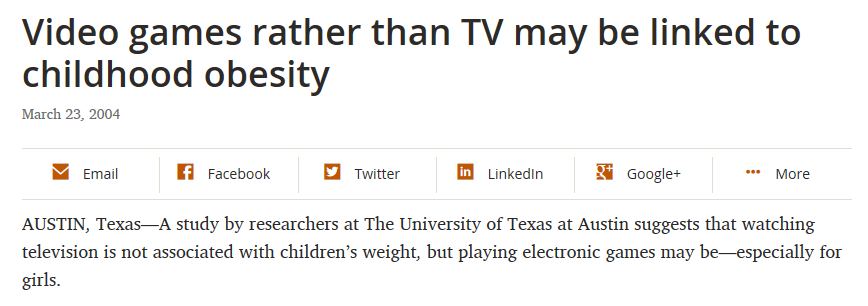 Video games rather than TV may be linked to
childhood obesity
March 23, 2004
Email Facebook Twitter LinkedIn Google+ More
AUSTIN, Texas—A study by researchers at The University of Texas at Austin suggests that watching
television is not associated with children’s weight, but playing electronic games may be—especially for
girls.